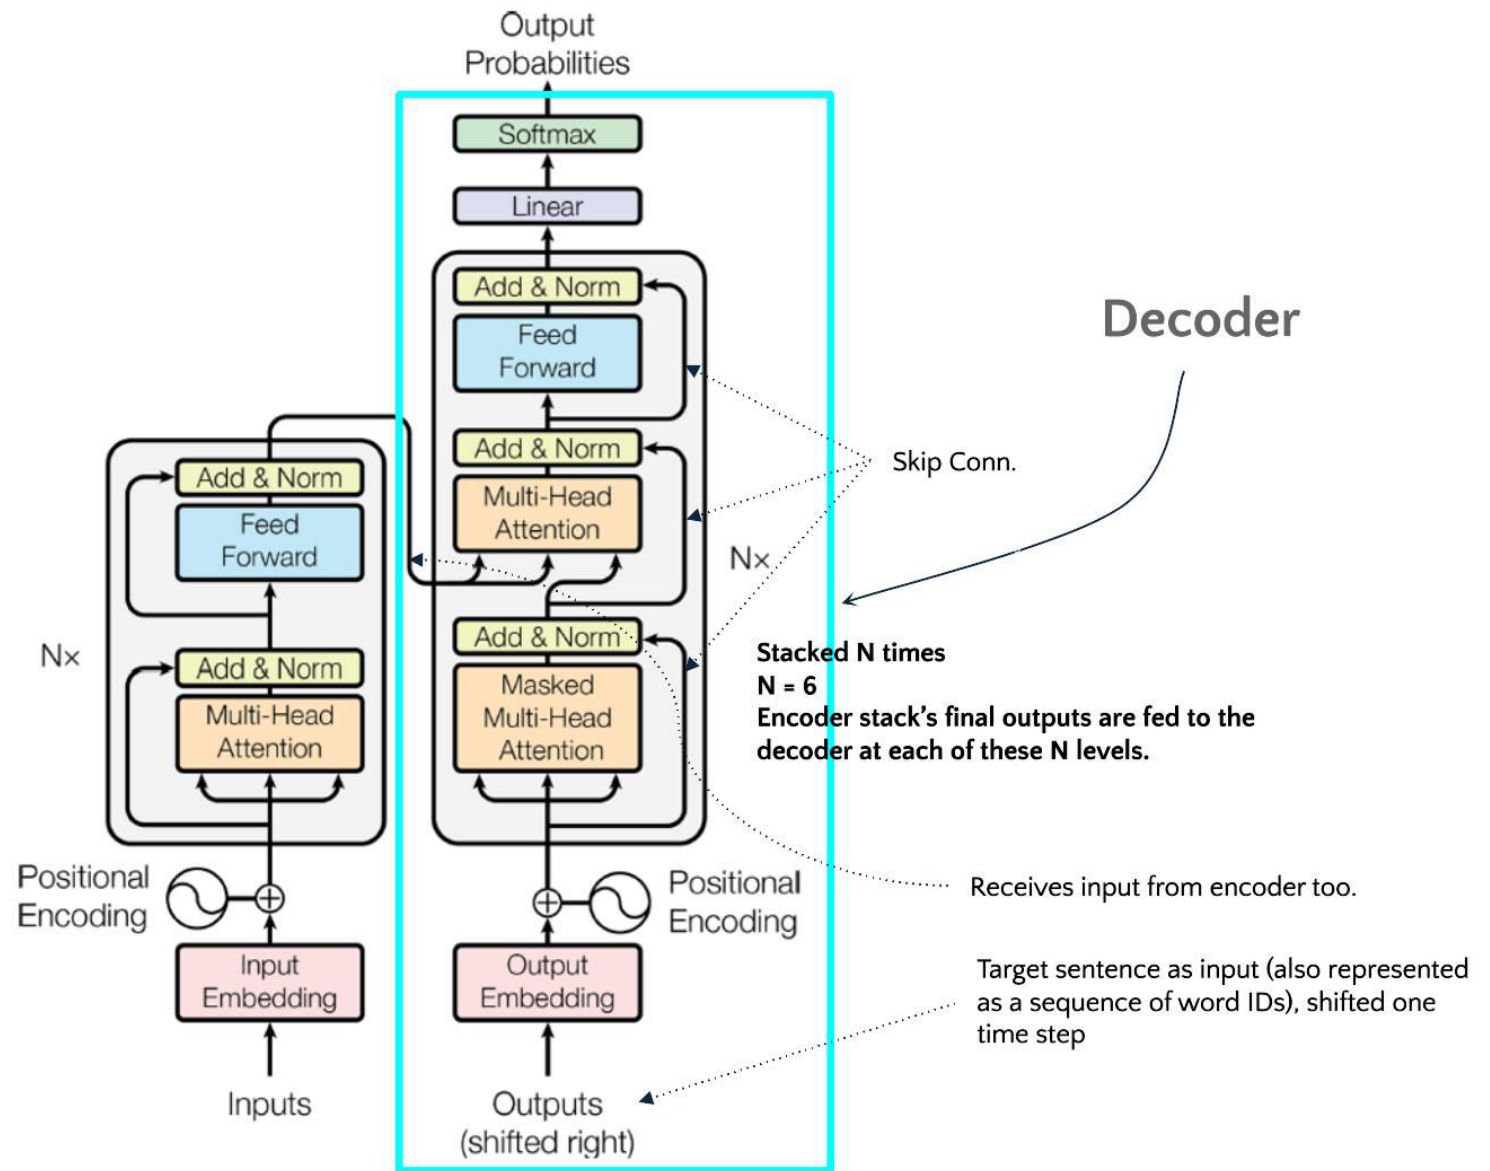 Output
Probabilities
Softmax
Linear
Add & Norm
Feed
Forward
Add & Norm
Multi-Head
Attention
Nx
Add & Norm
Masked
Multi-Head
Attention
Positional
Encoding
Output
Embedding
Outputs
(shifted right)
Add & Norm
Feed
Forward
Nx
Add & Norm
Multi-Head
Attention
Positional
Encoding
Input
Embedding
Inputs
Decoder
Skip Conn.
Stacked N times
N = 6
Encoder stack's final outputs are fed to the
decoder at each of these N levels.
Receives input from encoder too.
Target sentence as input (also represented
as a sequence of word IDs), shifted one
time step